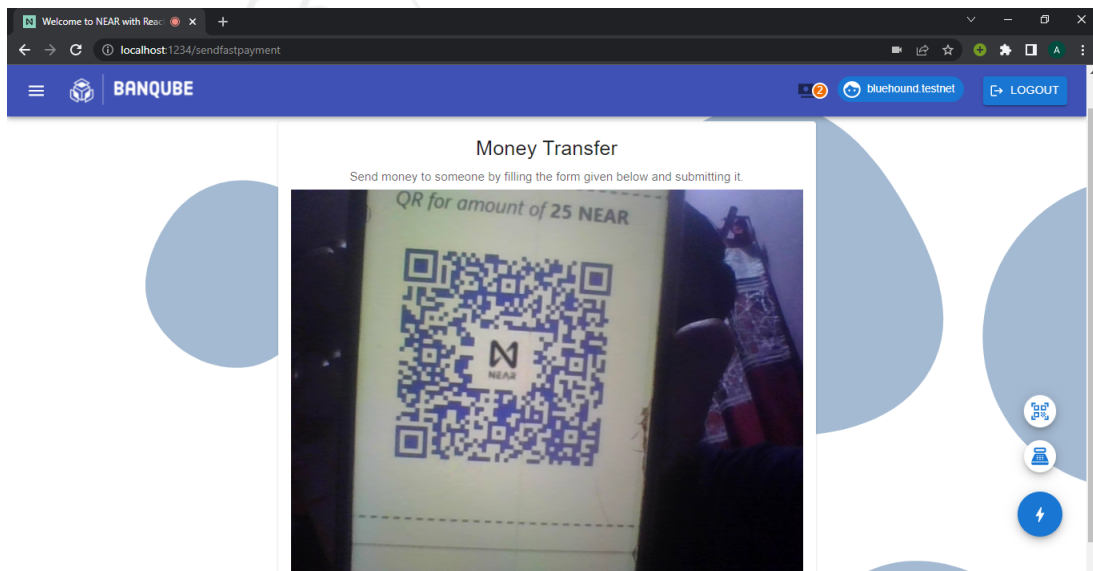 Welcome to NEAR with Reac
localhost:1234/sendfastpayment
A
BANQUBE
2
bluehound.testnet
LOGOUT
Money Transfer
Send money to someone by filling the form given below and submitting it.
QR for amount of 25 NEAR
NEAR